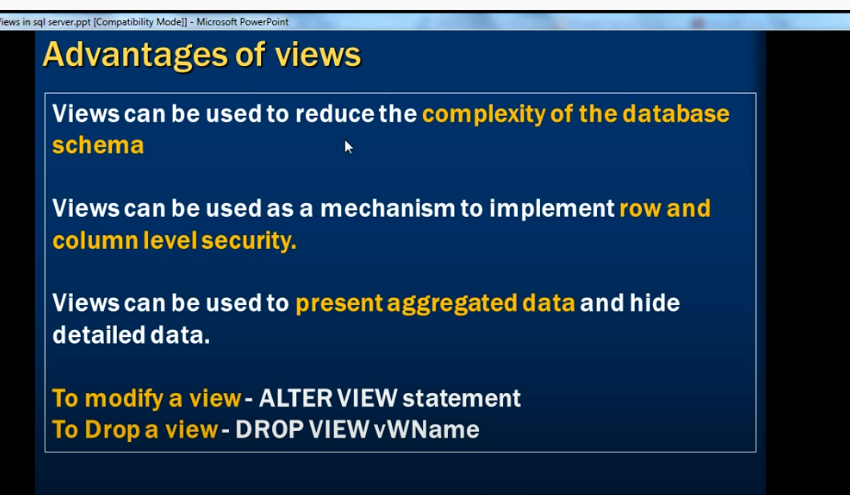 Views in sql server.ppt [Compatibility Mode]] - Microsoft PowerPoint
Advantages of views
Views can be used to reduce the complexity of the database
schema
Views can be used as a mechanism to implement row and
column level security.
Views can be used to present aggregated data and hide
detailed data.
To modify a view - ALTER VIEW statement
To Drop a view - DROP VIEW vWName